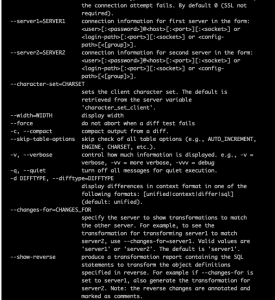 the connection attempt fails. By default 0 (SSL not
required).
--server1=SERVER1 connection information for first server in the form:
<user>[:<password>]@<host>[:<port>][:<socket>] or
<login-path>[:<port>][:<socket>] or <config-
path>[<[group]>].
--server2=SERVER2 connection information for second server in the form:
<user>[:<password>]@<host>[:<port>][:<socket>] or
<login-path>[:<port>][:<socket>] or <config-
path>[<[group]>].
--character-set=CHARSET
sets the client character set. The default is
retrieved from the server variable
'character_set_client'.
--width=WIDTH display width
--force do not abort when a diff test fails
-c, --compact compact output from a diff.
--skip-table-options skip check of all table options (e.g., AUTO_INCREMENT,
ENGINE, CHARSET, etc.).
-v, --verbose control how much information is displayed. e.g., -v =
verbose, -vv = more verbose, -vvv = debug
-q, --quiet turn off all messages for quiet execution.
-d DIFFTYPE, --difftype=DIFFTYPE
display differences in context format in one of the
following formats: [unified|context|differ|sql]
(default: unified).
--changes-for=CHANGES_FOR
specify the server to show transformations to match
the other server. For example, to see the
transformation for transforming server1 to match
server2, use --changes-for=server1. Valid values are
'server1' or 'server2'. The default is 'server1'.
--show-reverse produce a transformation report containing the SQL
statements to transform the object definitions
specified in reverse. For example if --changes-for is
set to server1, also generate the transformation for
server2. Note: the reverse changes are annotated and
marked as comments.